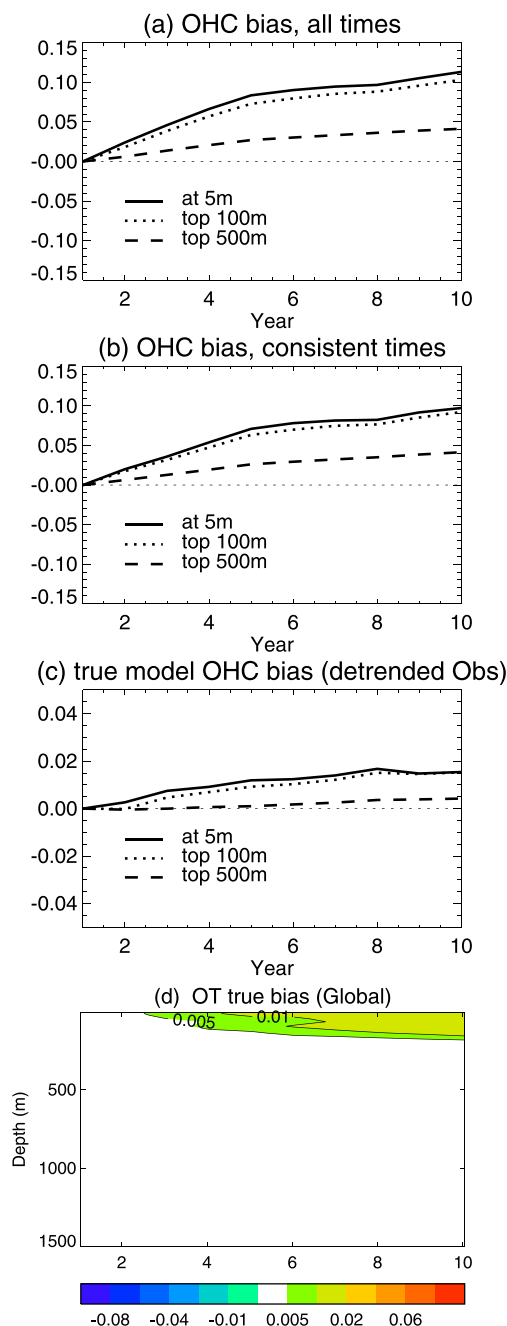 (a) OHC bias, all times
0.15
0.10
0.05
-0.00
-0.05
-0.10
-0.15
at 5m
top 100m
top 500m
2 4 6 8 10
Year
(b) OHC bias, consistent times
0.15
0.10
0.05
-0.00
-0.05
-0.10
-0.15
at 5m
top 100m
top 500m
2 4 6 8 10
Year
(c) true model OHC bias (detrended Obs)
0.04
0.02
0.00
-0.02
-0.04
at 5m
top 100m
top 500m
2 4 6 8 10
Year
(d) OT true bias (Global)
0.005
0.01
Depth (m)
500
1000
1500
2 4 6 8 10
-0.08 -0.04 -0.01 0.005 0.02 0.06